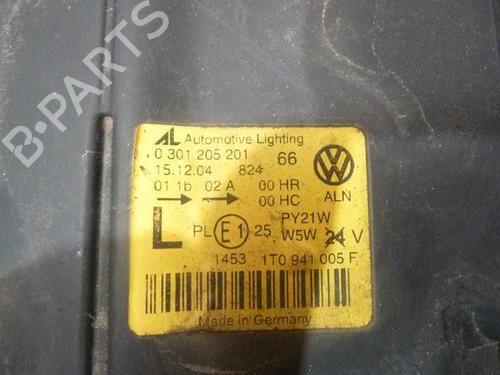 B-PARTS
AL Automotive Lighting
0 301 205 201 66
15.12.04 824
01 1b 02 A 00 HR ALN
00 HC
L PL E1 25 PY21W
W5W 24 V
1453 1T0 941 005 F
Made in Germany